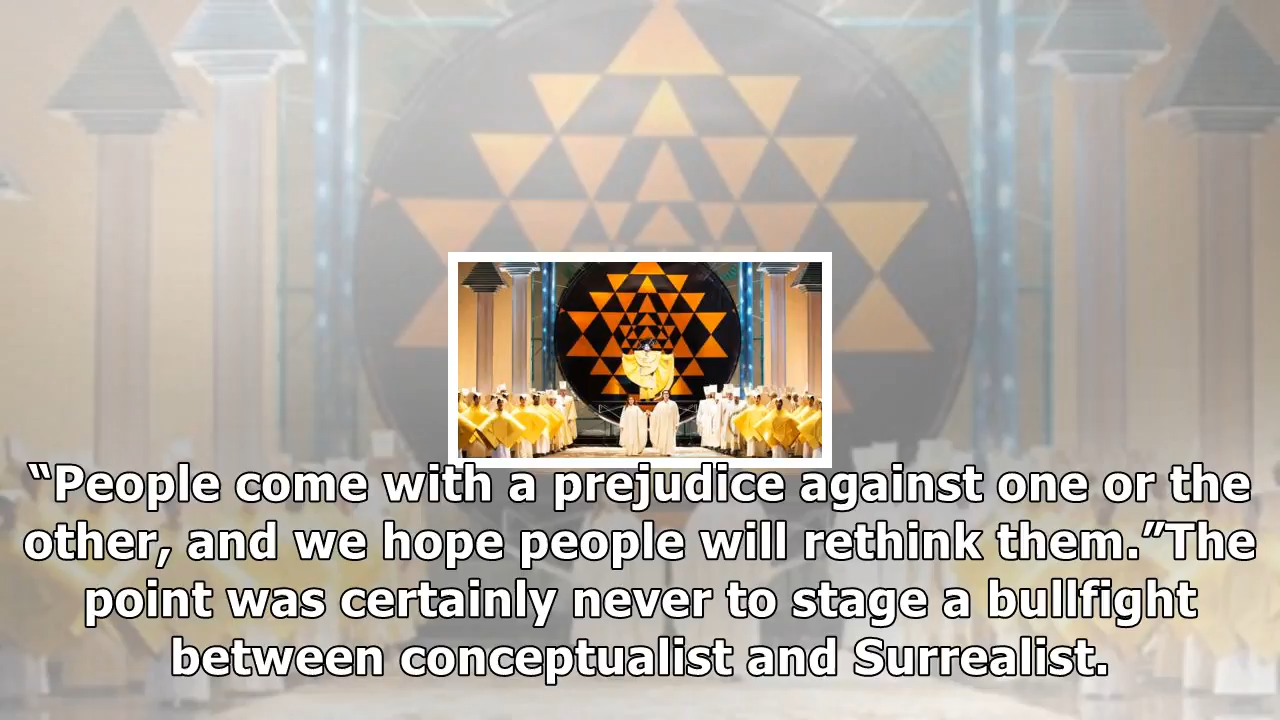 “People come with a prejudice against one or the
other, and we hope people will rethink them.”The
point was certainly never to stage a bullfight
between conceptualist and Surrealist.